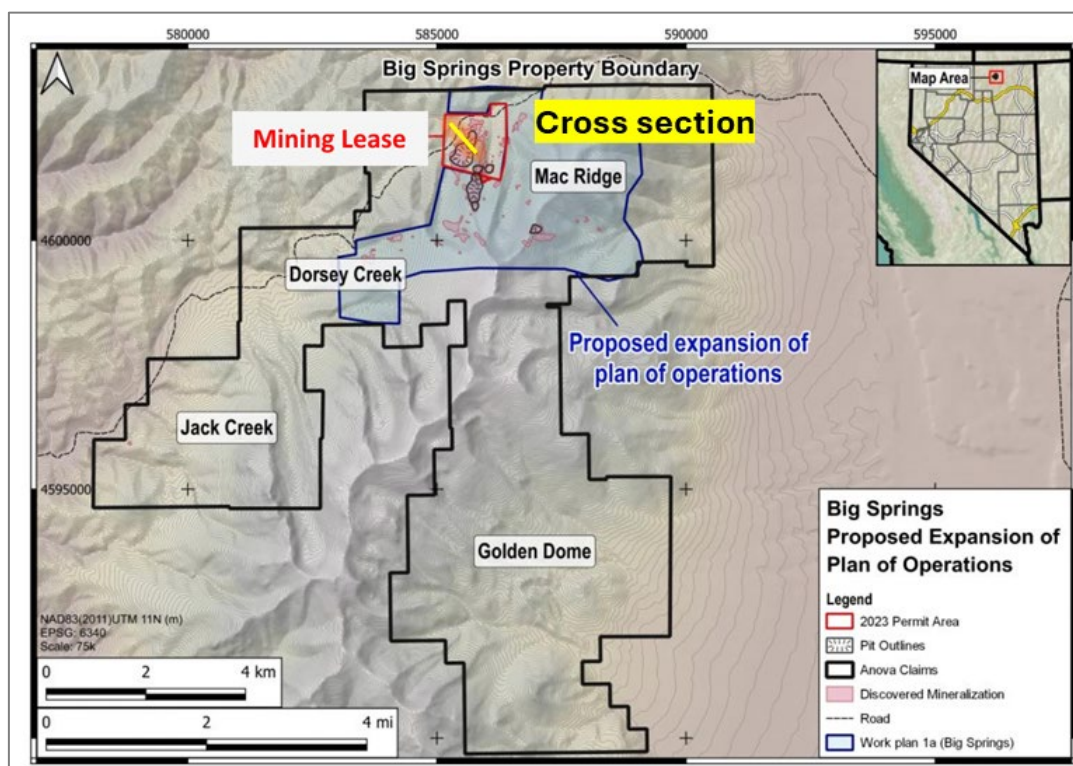 580000
585000
590000
595000
Big Springs Property Boundary
Map Area
Mining Lease
Cross section
Mac Ridge
4600000
Dorsey Creek
Proposed expansion of
plan of operations
Jack Creek
4595000
Golden Dome
NAD83(2011)UTM 11N (m)
EPSG: 6340
Scale: 75k
0 2 4 km
0 2 4 mi
Big Springs
Proposed Expansion of
Plan of Operations
Legend
2023 Permit Area
Pit Outlines
Anova Claims
Discovered Mineralization
Road
Work plan 1a (Big Springs)